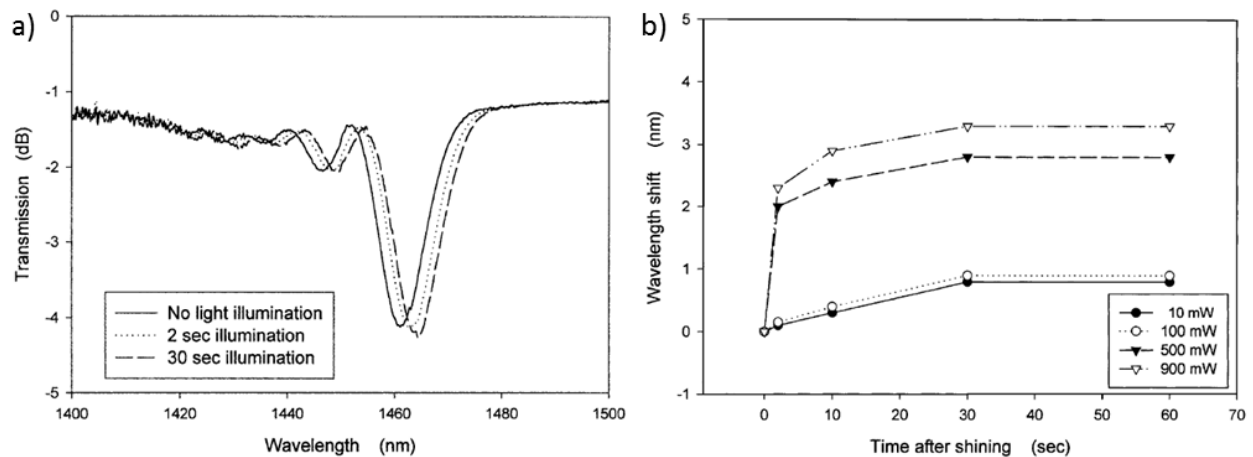 a)
0
-1
-2
-3
-4
-5
Transmission (dB)
No light illumination
2 sec illumination
30 sec illumination
1400 1420 1440 1460 1480 1500
Wavelength (nm)
b)
5
4
3
2
1
0
-1
Wavelength shift (nm)
10 mW
100 mW
500 mW
900 mW
0 10 20 30 40 50 60 70
Time after shining (sec)